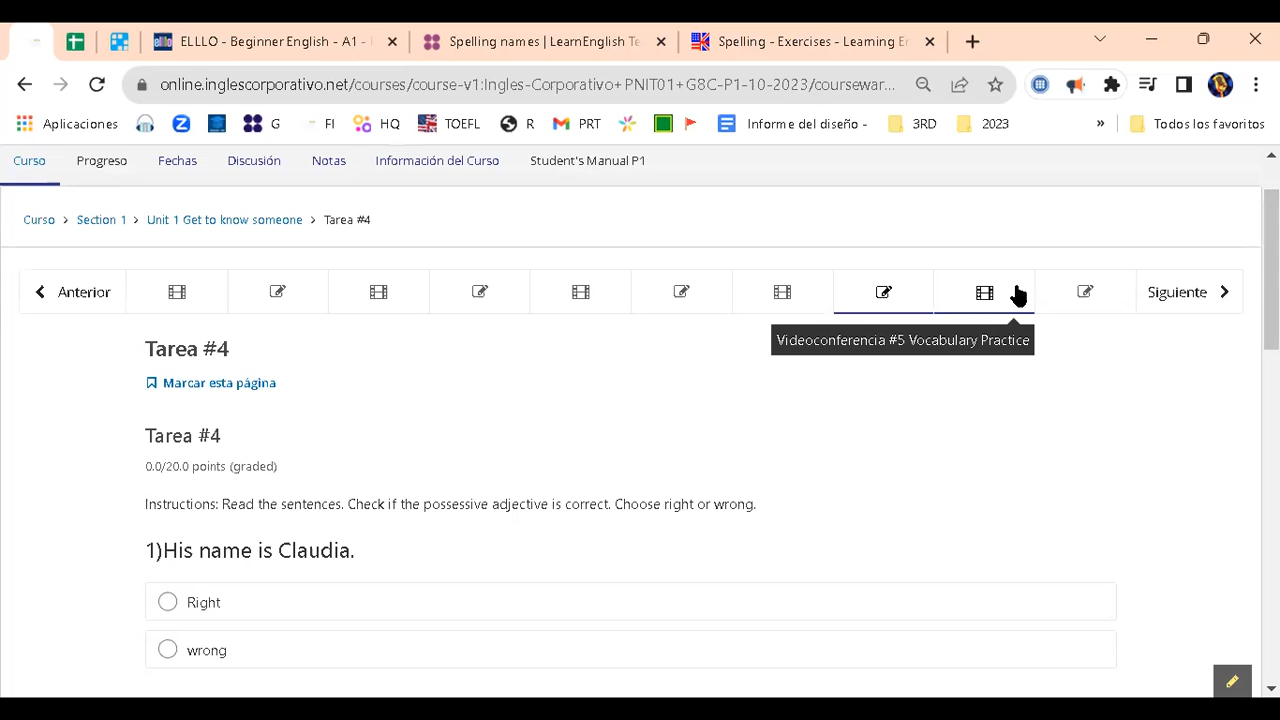 ELLLO - Beginner English - A1 - Spelling names | LearnEnglish Te Spelling - Exercises - Learning En
online.inglescorporativo.net/courses/course-v1:Ingles-Corporativo+PNIT01+G8C-P1-10-2023/coursewar...
Aplicaciones G FI HQ TOEFL R PRT Informe del diseño - 3RD 2023 » Todos los favoritos
Curso Progreso Fechas Discusión Notas Información del Curso Student's Manual P1
Curso > Section 1 > Unit 1 Get to know someone > Tarea #4
Anterior Siguiente
Videoconferencia #5 Vocabulary Practice
Tarea #4
Marcar esta página
Tarea #4
0.0/20.0 points (graded)
Instructions: Read the sentences. Check if the possessive adjective is correct. Choose right or wrong.
1)His name is Claudia.
Right
wrong